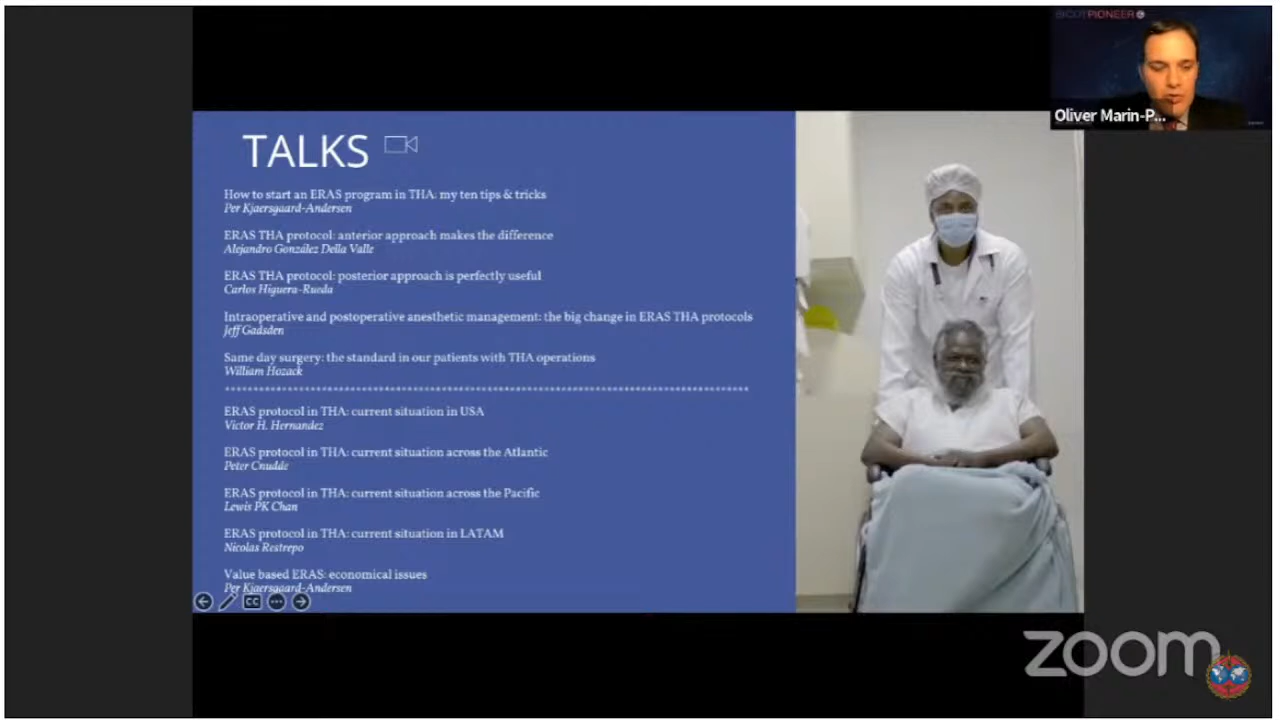 SICOTPIONEER
Oliver Marin-P...
TALKS
How to start an ERAS program in THA: my ten tips & tricks
Per Kjaersgaard-Andersen
ERAS THA protocol: anterior approach makes the difference
Alejandro González Della Valle
ERAS THA protocol: posterior approach is perfectly useful
Carlos Higuera-Rueda
Intraoperative and postoperative anesthetic management: the big change in ERAS THA protocols
Jeff Gadsden
Same day surgery: the standard in our patients with THA operations
William Hozack
ERAS protocol in THA: current situation in USA
Victor H. Hernandez
ERAS protocol in THA: current situation across the Atlantic
Peter Cnudde
ERAS protocol in THA: current situation across the Pacific
Lewis PK Chan
ERAS protocol in THA: current situation in LATAM
Nicolas Restrepo
Value based ERAS: economical issues
Per Kjaersgaard-Andersen
CC
zoom